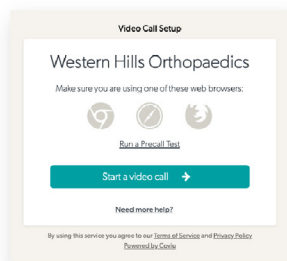 Video Call Setup
Western Hills Orthopaedics
Make sure you are using one of these web browsers:
Run a Precall Test
Start a video call
Need more help?
By using this service you agree to our Terms of Service and Privacy Policy
Powered by Coviu